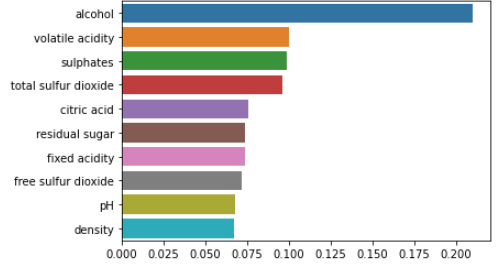 alcohol
volatile acidity
sulphates
total sulfur dioxide
citric acid
residual sugar
fixed acidity
free sulfur dioxide
pH
density
0.000 0.025 0.050 0.075 0.100 0.125 0.150 0.175 0.200